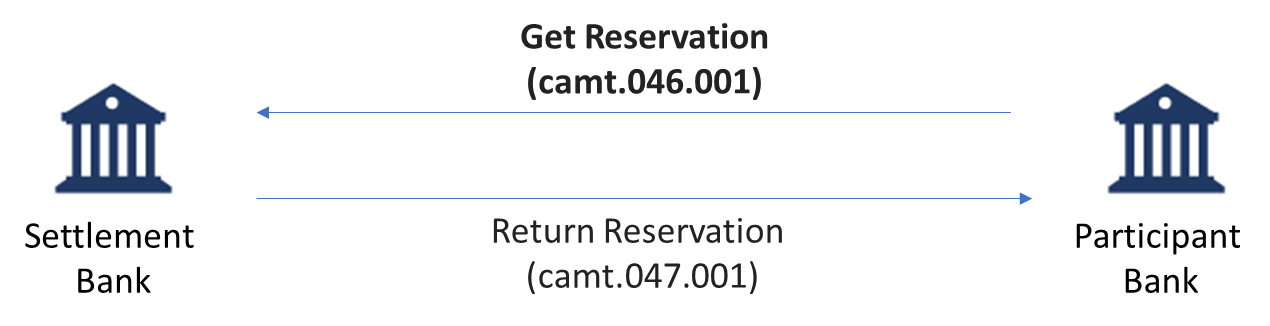 Get Reservation
(camt.046.001)
Settlement
Bank
Return Reservation
(camt.047.001)
Participant
Bank